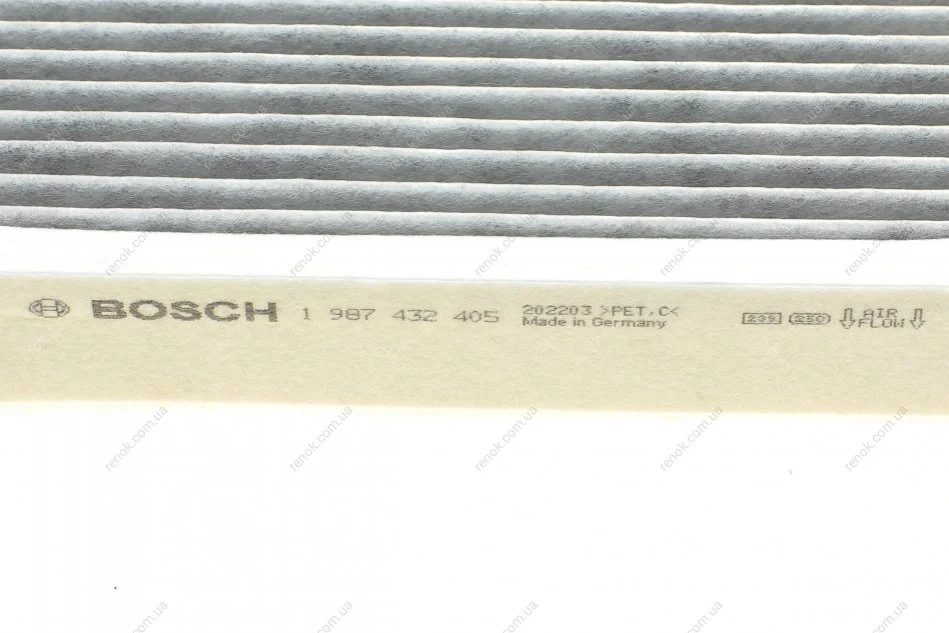 BOSCH 1 987 432 405
202203 >PET,C<
Made in Germany
AIR
FLOW
renok.com.ua